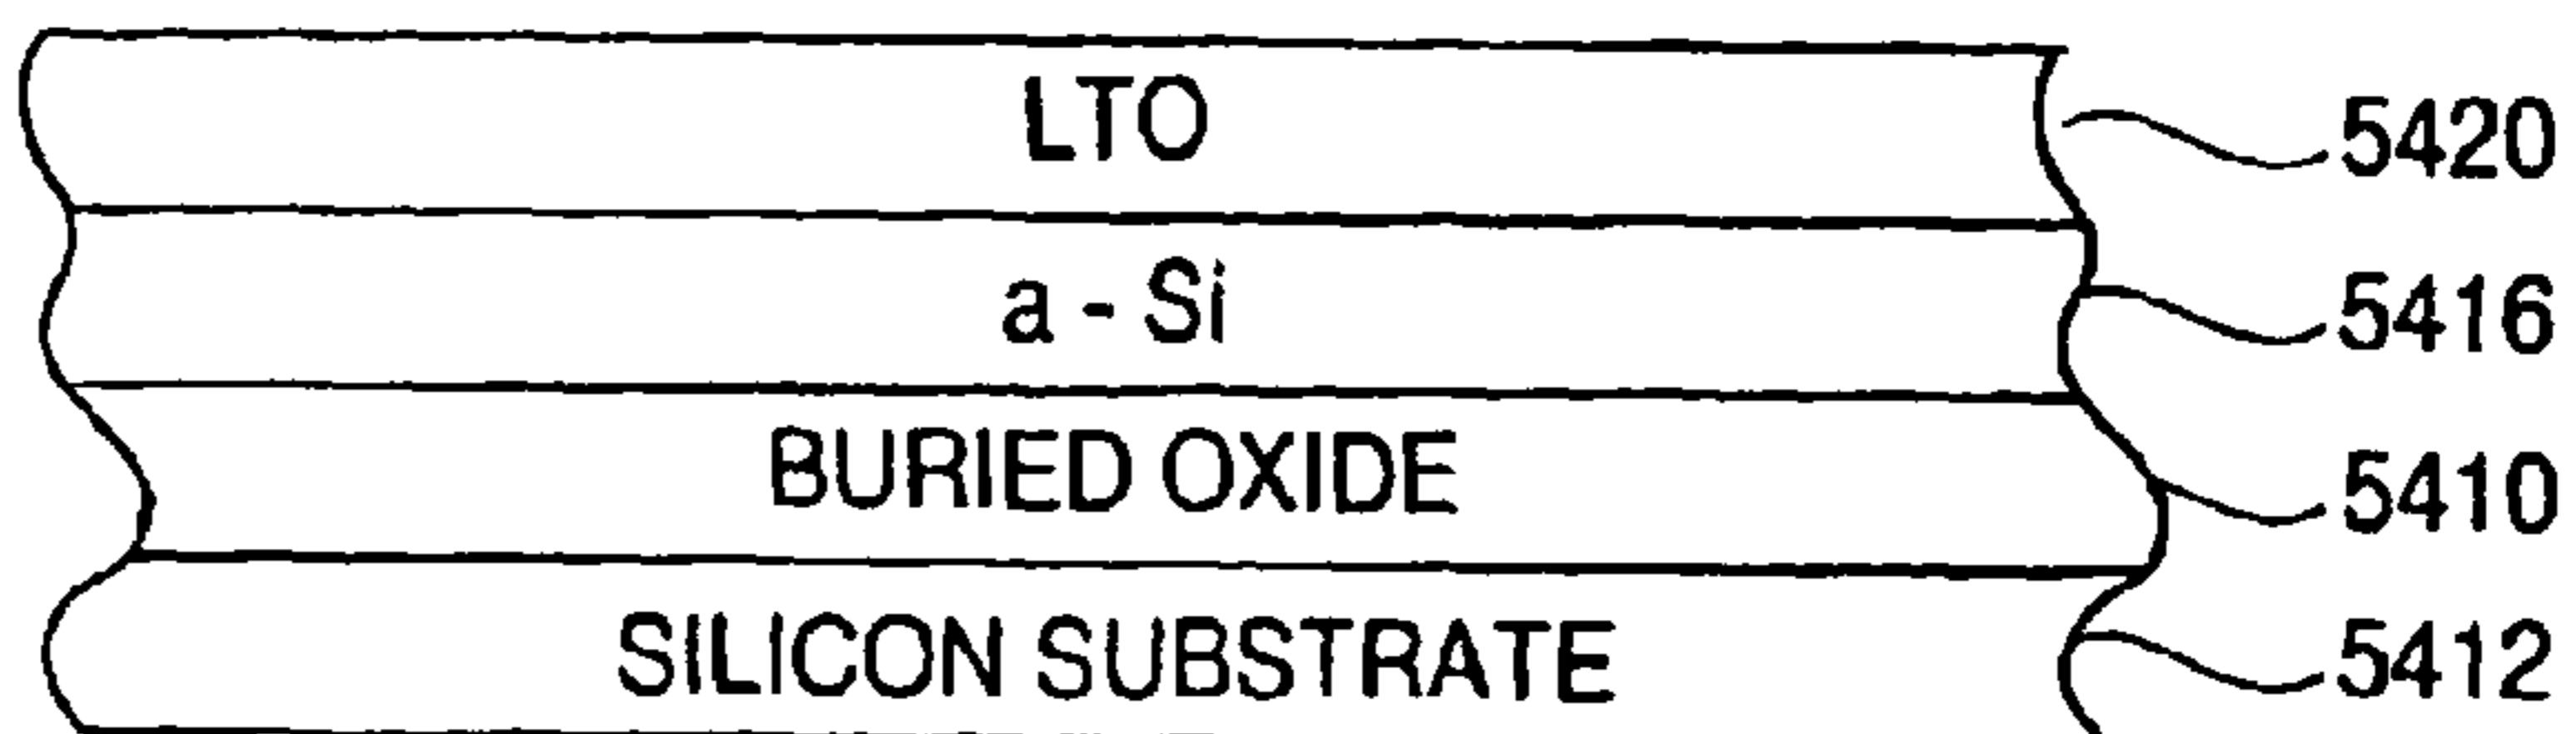 LTO
5420
a - Si
5416
BURIED OXIDE
5410
SILICON SUBSTRATE
5412